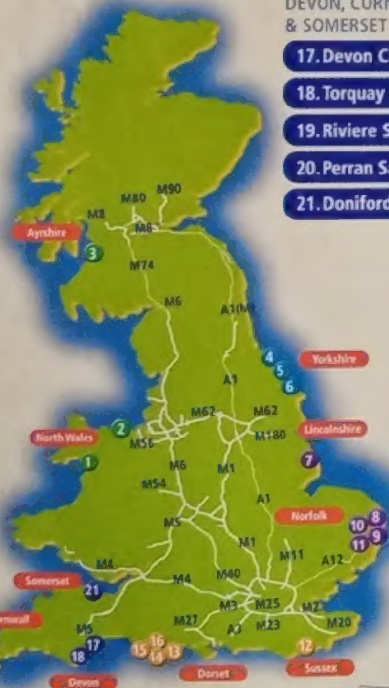 DEVON, CORN
& SOMERSET
17. Devon C
18. Torquay
19. Riviere S
20. Perran Sa
21. Doniford
M90
M80
M8
M8
Ayrshire
3
M74
M6
A1(M)
4
Yorkshire
5
6
A1
M62
M62
2
Lincolnshire
North Wales
M56
M180
1
M6
M1
7
M54
A1
Norfolk
8
10
M5
9
11
M1
M11
A12
M4
M4
M40
Somerset
21
M3
M25
M2
rnwall
M27
A3
M23
M20
M5
17
16
18
15
14
13
12
Devon
Dorset
Sussex